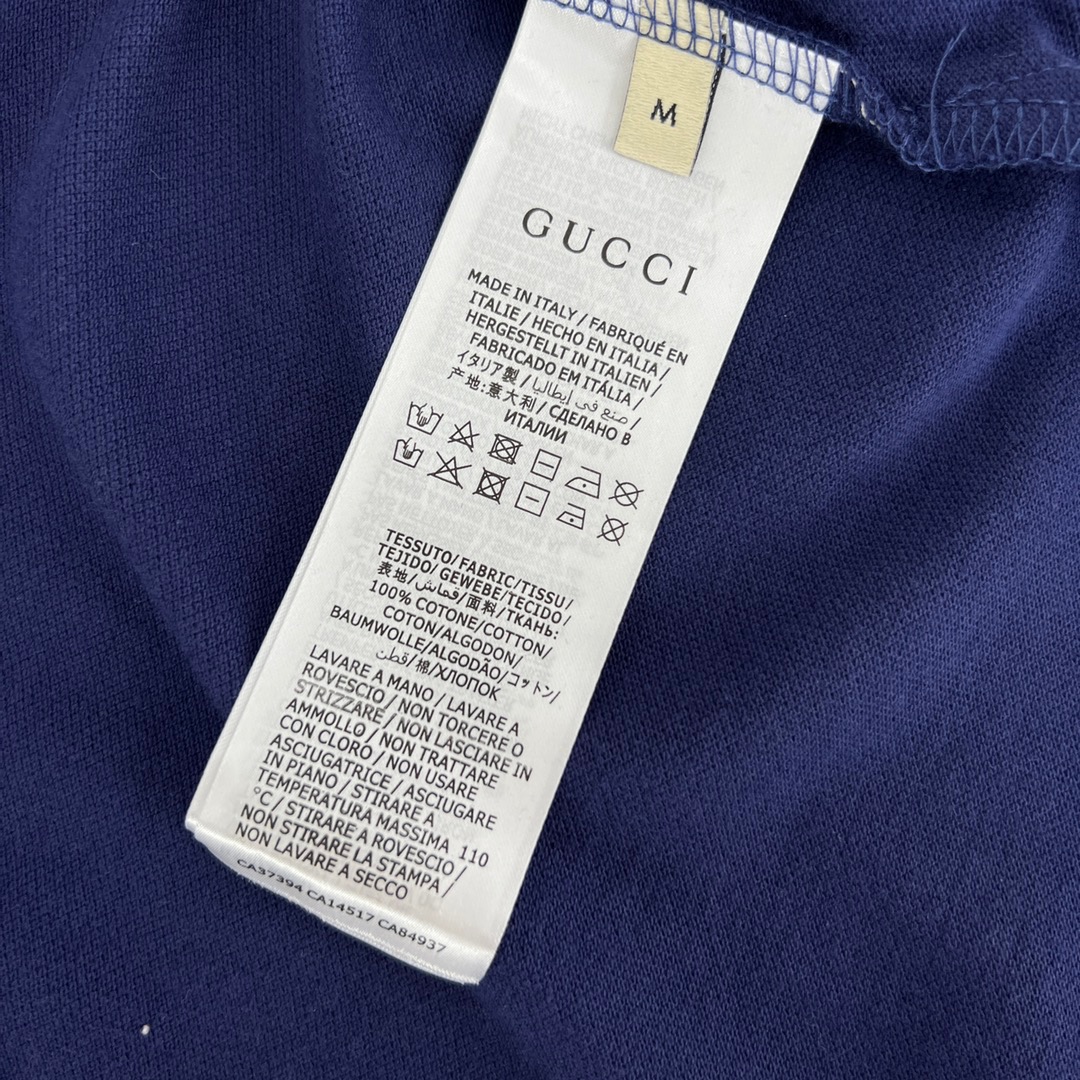 M
GUCCI
MADE IN ITALY / FABRIQUÉ EN
ITALIE / HECHO EN ITALIA /
HERGESTELLT IN ITALIEN /
FABRICADO EM ITÁLIA /
イタリア製 / صنع في إيطاليا /
产地:意大利 / СДЕЛАНО В
ИТАЛИИ
TESSUTO/FABRIC/TISSU/
TEJIDO/ GEWEBE/TECIDO/
表地/قماش/面料/ТКАНЬ:
100% COTONE/COTTON/
COTON/ALGODON/
BAUMWOLLE/ALGODÃO/コットン/
قطن/棉/ХЛОПОК
LAVARE A MANO / LAVARE A
ROVESCIO / NON TORCERE O
STRIZZARE / NON LASCIARE IN
AMMOLLO / NON TRATTARE
CON CLORO / NON USARE
ASCIUGATRICE / ASCIUGARE
IN PIANO / STIRARE A
TEMPERATURA MASSIMA 110
°C / STIRARE A ROVESCIO /
NON STIRARE LA STAMPA /
NON LAVARE A SECCO
CA37394 CA14517 CA84937